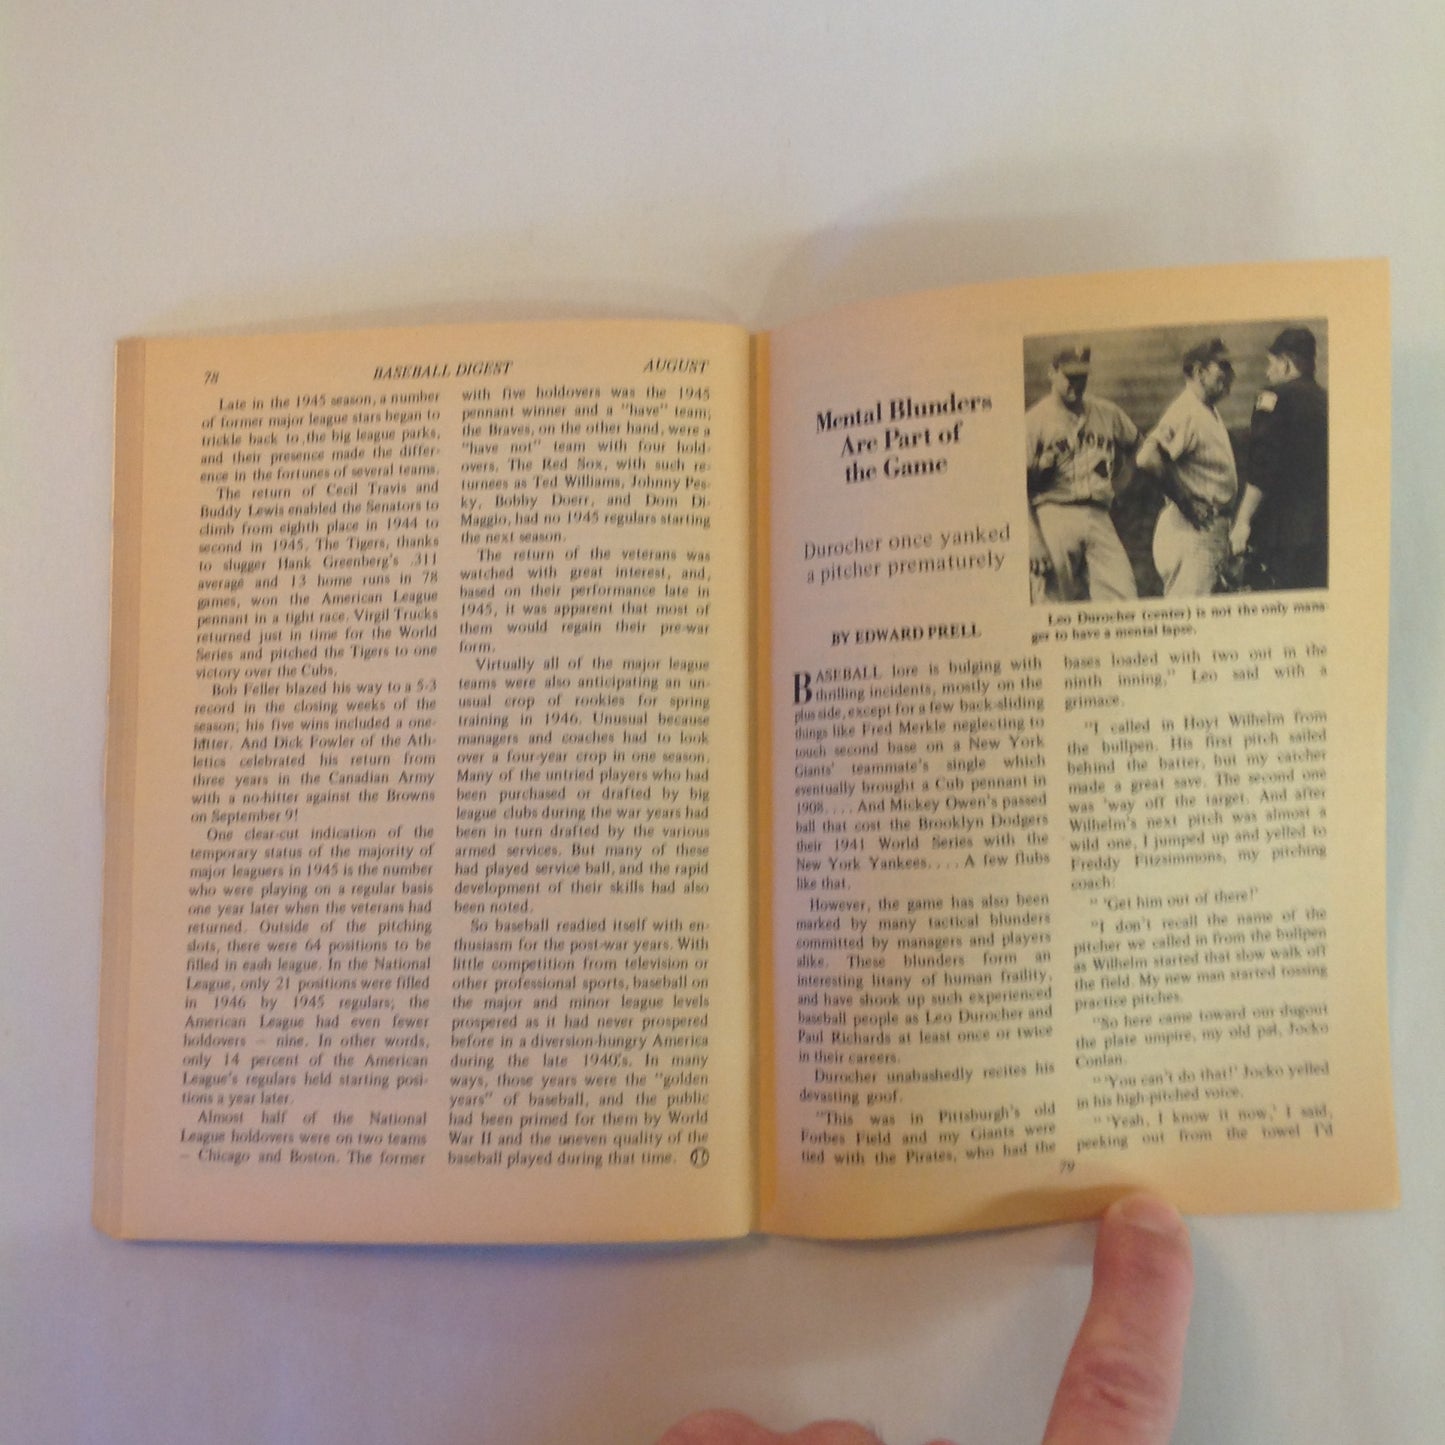 78
BASEBALL DIGEST
AUGUST
Late in the 1945 season, a number
of former major league stars began to
trickle back to the big league parks,
and their presence made the differ-
ence in the fortunes of several teams.
The return of Cecil Travis and
Buddy Lewis enabled the Senators to
climb from eighth place in 1944 to
second in 1945. The Tigers, thanks
to slugger Hank Greenberg's .311
average and 13 home runs in 78
games, won the American League
pennant in a tight race. Virgil Trucks
returned just in time for the World
Series and pitched the Tigers to one
victory over the Cubs.
Bob Feller blazed his way to a 5-3
record in the closing weeks of the
season; his five wins included a one-
hitter. And Dick Fowler of the Ath-
letics celebrated his return from
three years in the Canadian Army
with a no-hitter against the Browns
on September 9!
One clear-cut indication of the
temporary status of the majority of
major leaguers in 1945 is the number
who were playing on a regular basis
one year later when the veterans had
returned. Outside of the pitching
slots, there were 64 positions to be
filled in each league. In the National
League, only 21 positions were filled
in 1946 by 1945 regulars; the
American League had even fewer
holdovers — nine. In other words,
only 14 percent of the American
League's regulars held starting posi-
tions a year later.
Almost half of the National
League holdovers were on two teams
— Chicago and Boston. The former
with five holdovers was the 1945
pennant winner and a "have" team;
the Braves, on the other hand, were a
"have not" team with four hold-
overs. The Red Sox, with such re-
turnees as Ted Williams, Johnny Pes-
ky, Bobby Doerr, and Dom Di-
Maggio, had no 1945 regulars starting
the next season.
The return of the veterans was
watched with great interest, and,
based on their performance late in
1945, it was apparent that most of
them would regain their pre-war
form.
Virtually all of the major league
teams were also anticipating an un-
usual crop of rookies for spring
training in 1946. Unusual because
managers and coaches had to look
over a four-year crop in one season.
Many of the untried players who had
been purchased or drafted by big
league clubs during the war years had
been in turn drafted by the various
armed services. But many of these
had played service ball, and the rapid
development of their skills had also
been noted.
So baseball readied itself with en-
thusiasm for the post-war years. With
little competition from television or
other professional sports, baseball on
the major and minor league levels
prospered as it had never prospered
before in a diversion-hungry America
during the late 1940's. In many
ways, those years were the "golden
years" of baseball, and the public
had been primed for them by World
War II and the uneven quality of the
baseball played during that time.
Mental Blunders
Are Part of
the Game
Durocher once yanked
a pitcher prematurely
BY EDWARD PRELL
NEW YORK
4
Leo Durocher (center) is not the only mana-
ger to have a mental lapse.
BASEBALL lore is bulging with
thrilling incidents, mostly on the
plus side, except for a few back-sliding
things like Fred Merkle neglecting to
touch second base on a New York
Giants' teammate's single which
eventually brought a Cub pennant in
1908. . . . And Mickey Owen's passed
ball that cost the Brooklyn Dodgers
their 1941 World Series with the
New York Yankees. . . . A few flubs
like that.
However, the game has also been
marked by many tactical blunders
committed by managers and players
alike. These blunders form an
interesting litany of human fraility,
and have shook up such experienced
baseball people as Leo Durocher and
Paul Richards at least once or twice
in their careers.
Durocher unabashedly recites his
devasting goof.
"This was in Pittsburgh's old
Forbes Field and my Giants were
tied with the Pirates, who had the
bases loaded with two out in the
ninth inning," Leo said with a
grimace.
"I called in Hoyt Wilhelm from
the bullpen. His first pitch sailed
behind the batter, but my catcher
made a great save. The second one
was 'way off the target. And after
Wilhelm's next pitch was almost a
wild one, I jumped up and yelled to
Freddy Fitzsimmons, my pitching
coach:
" 'Get him out of there!'
"I don't recall the name of the
pitcher we called in from the bullpen
as Wilhelm started that slow walk off
the field. My new man started tossing
practice pitches.
"So here came toward our dugout
the plate umpire, my old pal, Jocko
Conlan.
" 'You can't do that!' Jocko yelled
in his high-pitched voice.
" 'Yeah, I know it now,' I said,
peeking out from the towel I'd
79